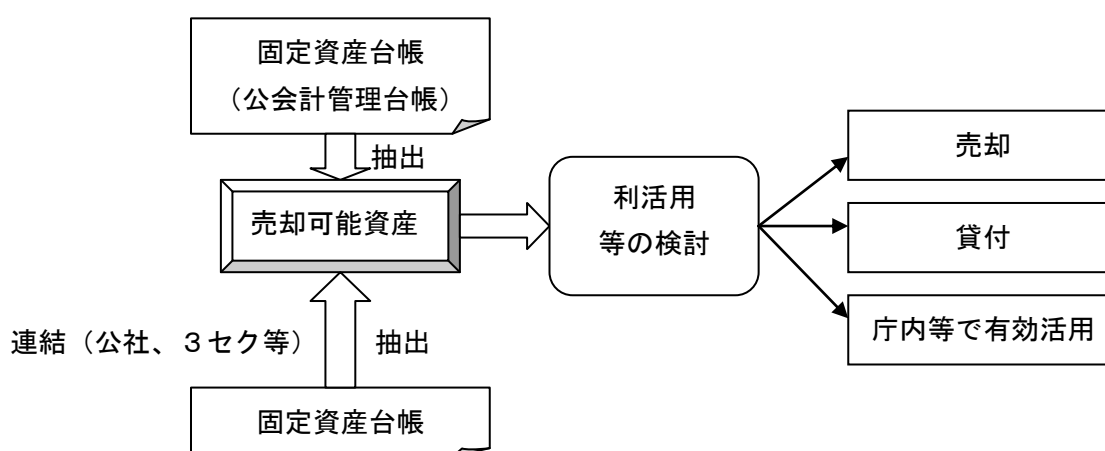 固定資産台帳
（公会計管理台帳）
抽出
売却可能資産
利活用
等の検討
売却
貸付
庁内等で有効活用
連結（公社、３セク等）
抽出
固定資産台帳